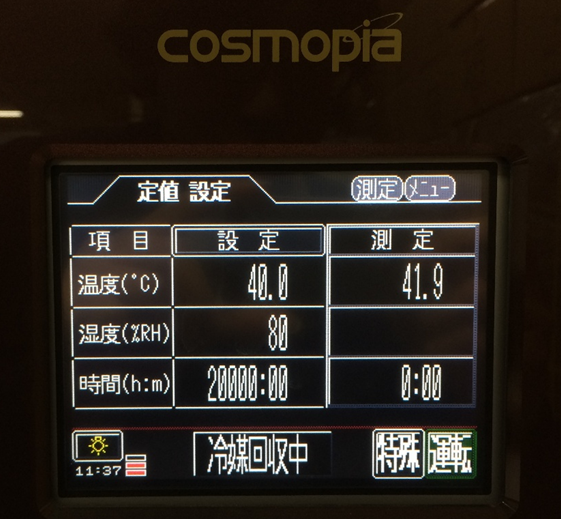 cosmopia
定値 設定 測定 メニュー
項 目 設 定 測 定
温度(°C) 40.0 41.9
湿度(%RH) 80
時間(h:m) 20000:00 0:00
冷媒回収中 特殊 運転
11:37